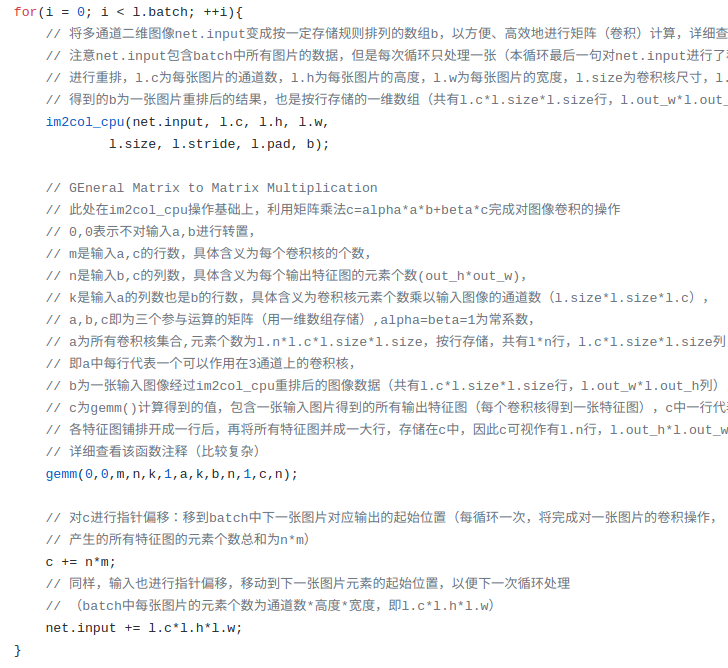 for(i = 0; i < l.batch; ++i){
// 将多通道二维图像net.input变成按一定存储规则排列的数组b，以方便、高效地进行矩阵（卷积）计算，详细查
// 注意net.input包含batch中所有图片的数据，但是每次循环只处理一张（本循环最后一句对net.input进行了
// 进行重排，l.c为每张图片的通道数，l.h为每张图片的高度，l.w为每张图片的宽度，l.size为卷积核尺寸，l.
// 得到的b为一张图片重排后的结果，也是按行存储的一维数组（共有l.c*l.size*l.size行，l.out_w*l.out_
im2col_cpu(net.input, l.c, l.h, l.w,
l.size, l.stride, l.pad, b);
// GEneral Matrix to Matrix Multiplication
// 此处在im2col_cpu操作基础上，利用矩阵乘法c=alpha*a*b+beta*c完成对图像卷积的操作
// 0,0表示不对输入a,b进行转置，
// m是输入a,c的行数，具体含义为每个卷积核的个数，
// n是输入b,c的列数，具体含义为每个输出特征图的元素个数(out_h*out_w)，
// k是输入a的列数也是b的行数，具体含义为卷积核元素个数乘以输入图像的通道数（l.size*l.size*l.c），
// a,b,c即为三个参与运算的矩阵（用一维数组存储）,alpha=beta=1为常系数，
// a为所有卷积核集合,元素个数为l.n*l.c*l.size*l.size，按行存储，共有l*n行，l.c*l.size*l.size列
// 即a中每行代表一个可以作用在3通道上的卷积核，
// b为一张输入图像经过im2col_cpu重排后的图像数据（共有l.c*l.size*l.size行，l.out_w*l.out_h列）
// c为gemm()计算得到的值，包含一张输入图片得到的所有输出特征图（每个卷积核得到一张特征图），c中一行代
// 各特征图铺排开成一行后，再将所有特征图并成一大行，存储在c中，因此c可视作有l.n行，l.out_h*l.out_w
// 详细查看该函数注释（比较复杂）
gemm(0,0,m,n,k,1,a,k,b,n,1,c,n);
// 对c进行指针偏移：移到batch中下一张图片对应输出的起始位置（每循环一次，将完成对一张图片的卷积操作，
// 产生的所有特征图的元素个数总和为n*m）
c += n*m;
// 同样，输入也进行指针偏移，移动到下一张图片元素的起始位置，以便下一次循环处理
// （batch中每张图片的元素个数为通道数*高度*宽度，即l.c*l.h*l.w）
net.input += l.c*l.h*l.w;
}